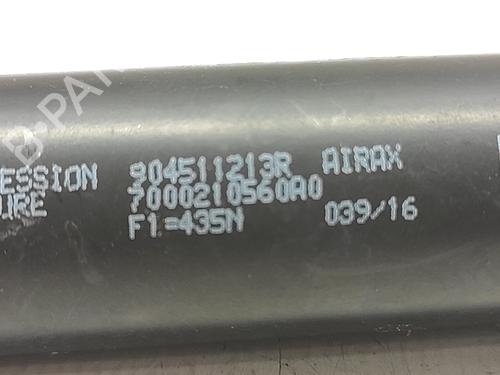 ESSION 904511213R AIRAX
URE 7000210560A0
F1=435N 039/16